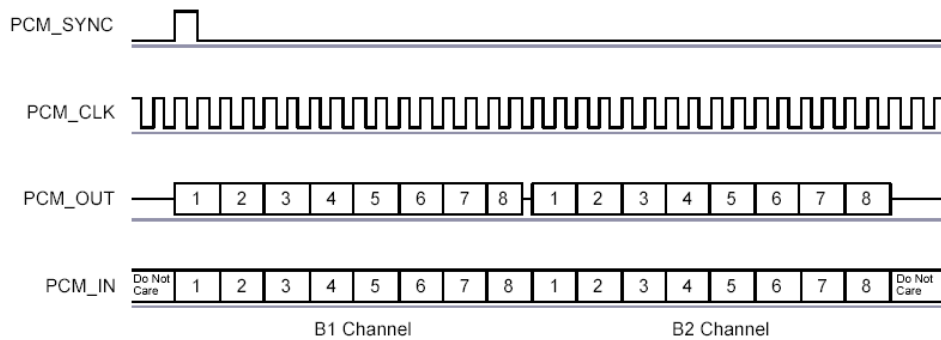 PCM_SYNC
PCM_CLK
PCM_OUT 1 2 3 4 5 6 7 8 1 2 3 4 5 6 7 8
PCM_IN Do Not Care 1 2 3 4 5 6 7 8 1 2 3 4 5 6 7 8 Do Not Care
B1 Channel B2 Channel